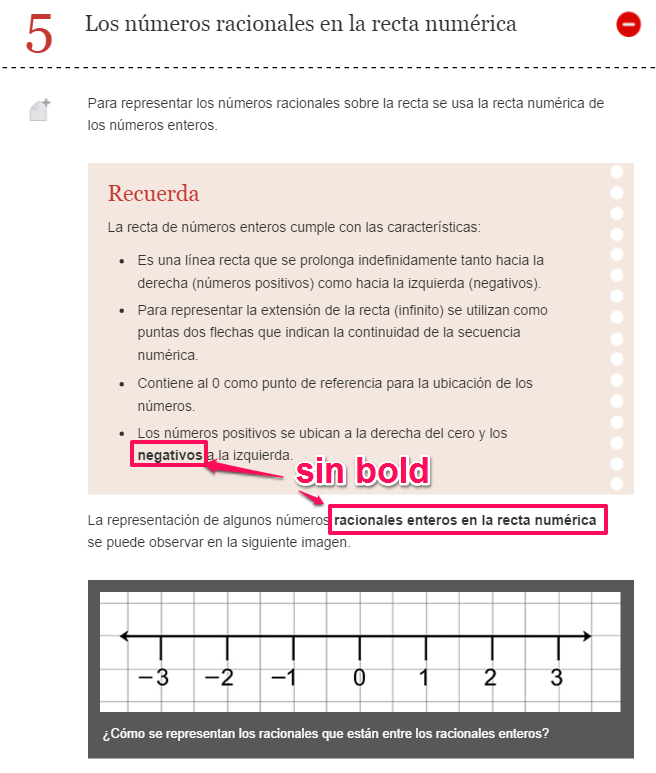 5 Los números racionales en la recta numérica
Para representar los números racionales sobre la recta se usa la recta numérica de
los números enteros.
Recuerda
La recta de números enteros cumple con las características:
• Es una línea recta que se prolonga indefinidamente tanto hacia la
derecha (números positivos) como hacia la izquierda (negativos).
• Para representar la extensión de la recta (infinito) se utilizan como
puntas dos flechas que indican la continuidad de la secuencia
numérica.
• Contiene al 0 como punto de referencia para la ubicación de los
números.
• Los números positivos se ubican a la derecha del cero y los
negativos a la izquierda.
sin bold
La representación de algunos números racionales enteros en la recta numérica
se puede observar en la siguiente imagen.
−3 −2 −1 0 1 2 3
¿Cómo se representan los racionales que están entre los racionales enteros?